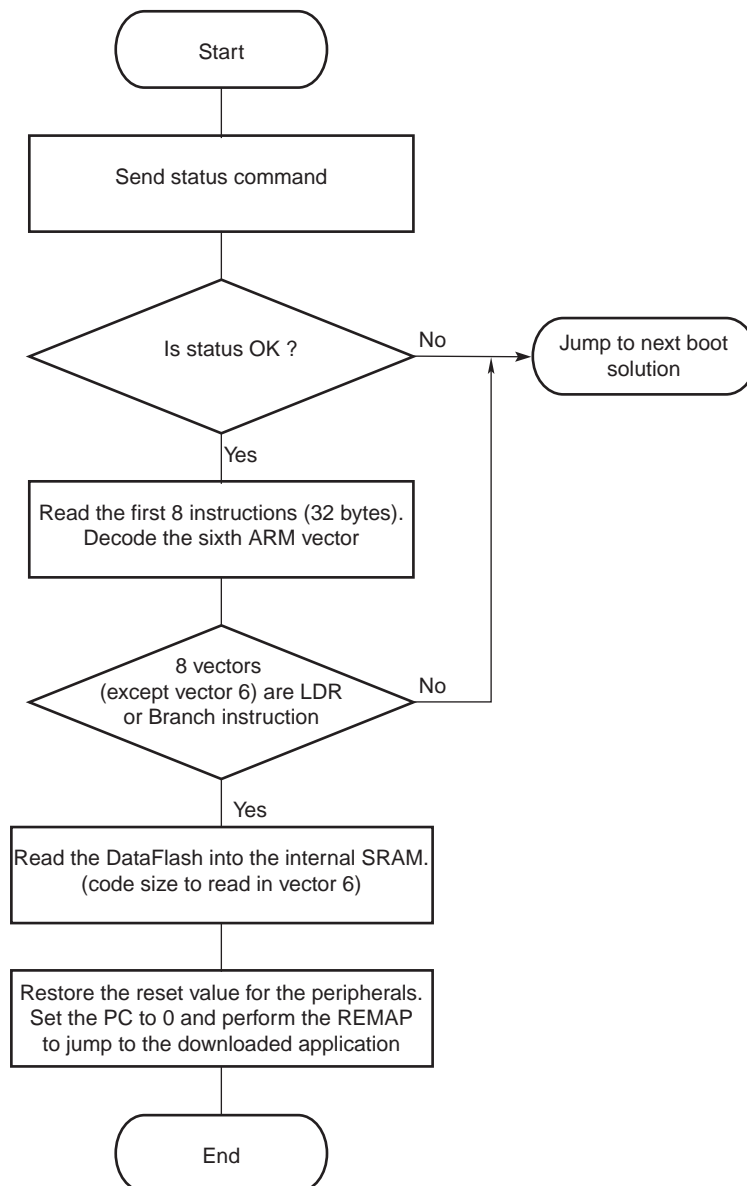 Start
Send status command
Is status OK ?
No
Jump to next boot
solution
Yes
Read the first 8 instructions (32 bytes).
Decode the sixth ARM vector
8 vectors
(except vector 6) are LDR
or Branch instruction
No
Yes
Read the DataFlash into the internal SRAM.
(code size to read in vector 6)
Restore the reset value for the peripherals.
Set the PC to 0 and perform the REMAP
to jump to the downloaded application
End